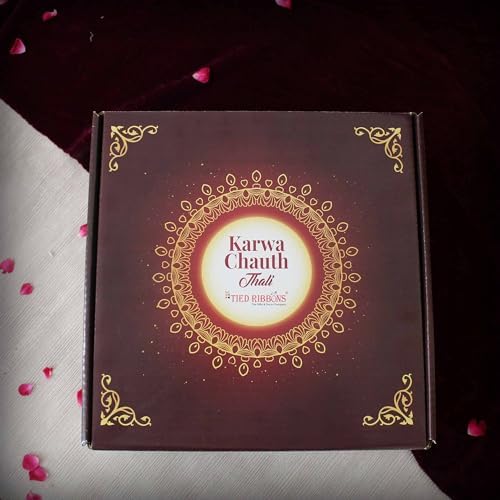 Karwa
Chauth
Thali
TIED RIBBONS®